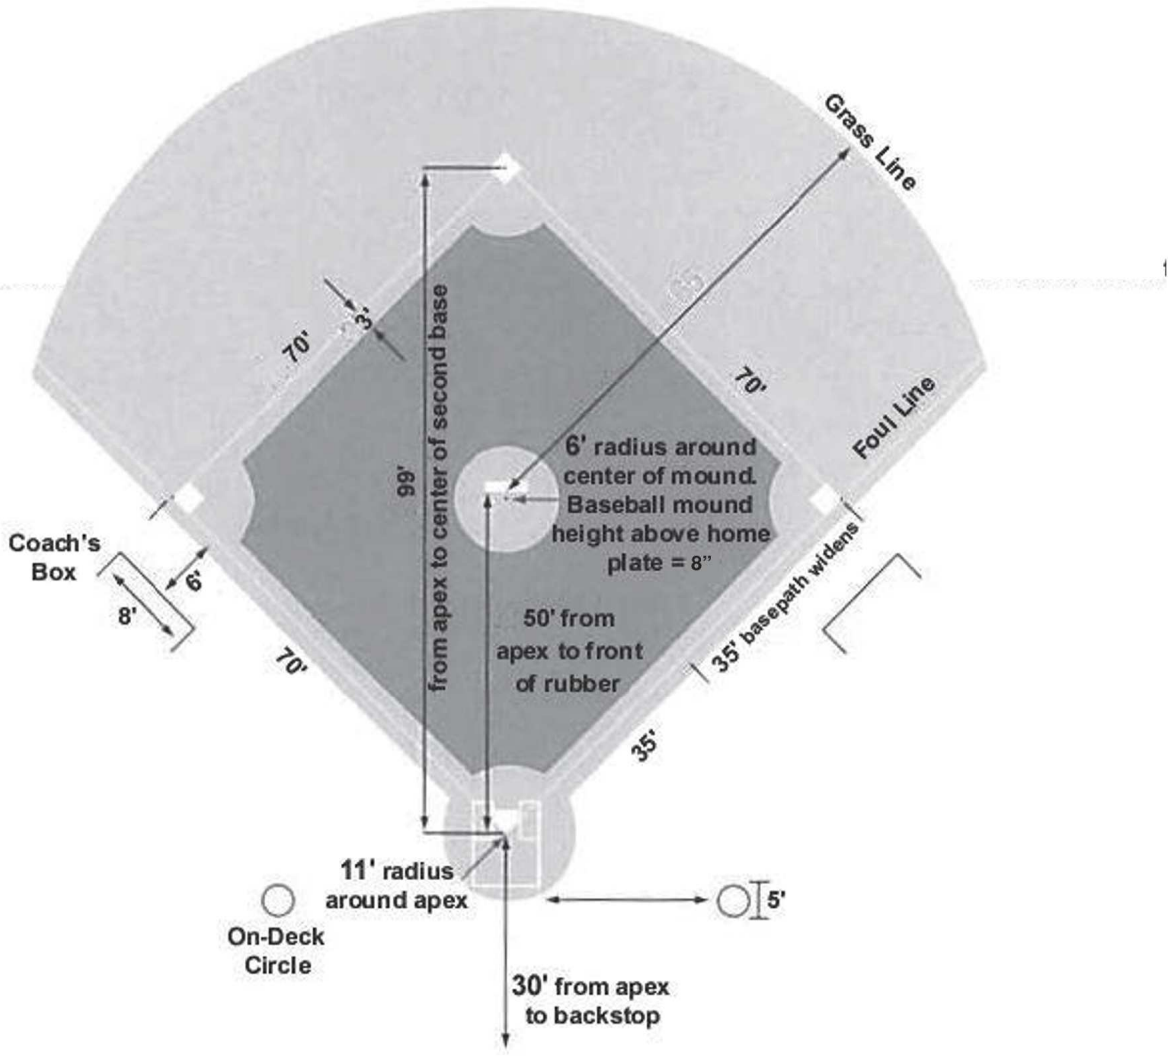 Grass Line
3'
70'
70'
99'
from apex to center of second base
Foul Line
6' radius around
center of mound.
Baseball mound
height above home
plate = 8”
Coach's
Box
6'
8'
35' basepath widens
50' from
apex to front
of rubber
70'
35'
11' radius
around apex
5'
On-Deck
Circle
30' from apex
to backstop